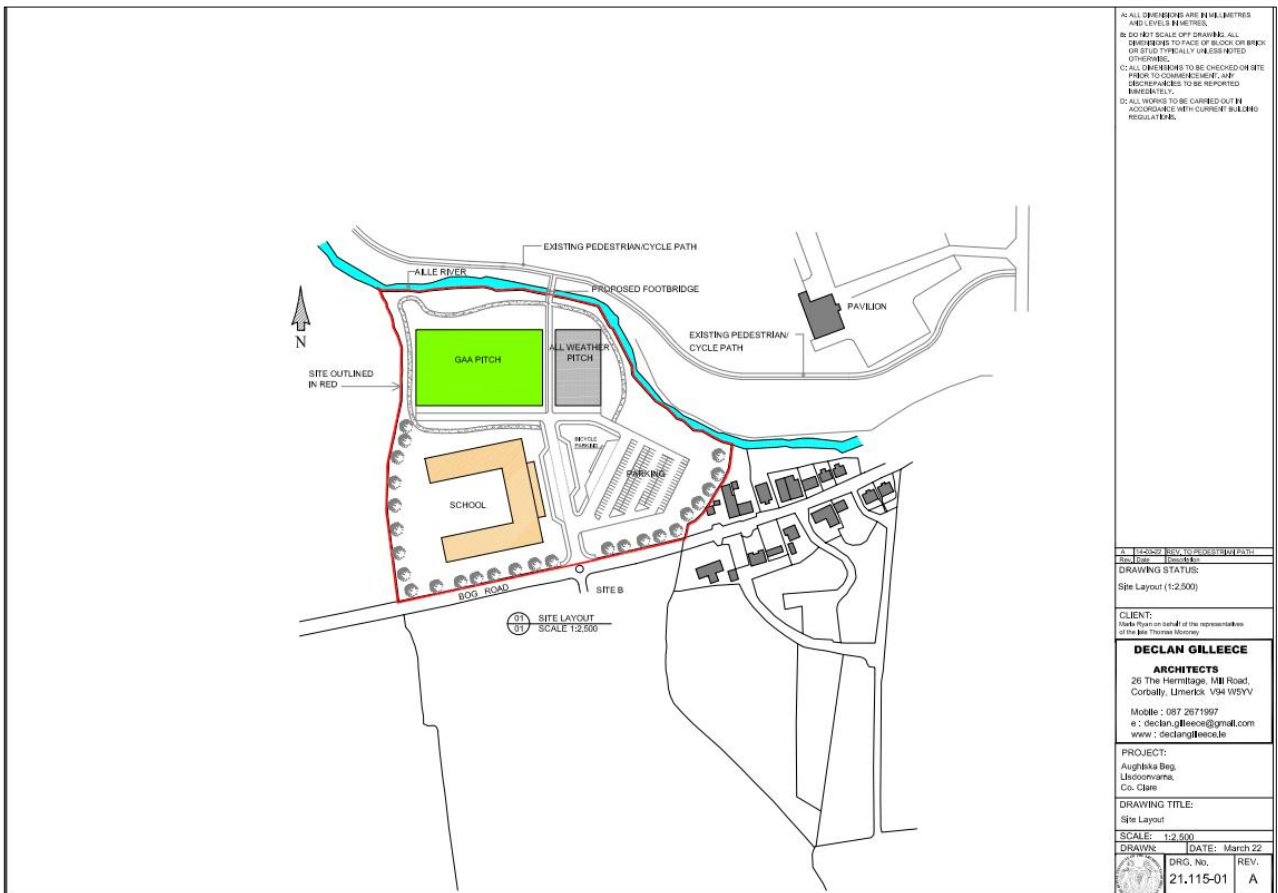 A: ALL DIMENSIONS ARE IN MILLIMETRES
AND LEVELS IN METRES.
B: DO NOT SCALE OFF DRAWING. ALL
DIMENSIONS TO FACE OF BLOCK OR BRICK
OR STUD TYPICALLY UNLESS NOTED
OTHERWISE.
C: ALL DIMENSIONS TO BE CHECKED ON SITE
PRIOR TO COMMENCEMENT. ANY
DISCREPANCIES TO BE REPORTED
IMMEDIATELY.
D: ALL WORKS TO BE CARRIED OUT IN
ACCORDANCE WITH CURRENT BUILDING
REGULATIONS.
EXISTING PEDESTRIAN/CYCLE PATH
AILLE RIVER
PROPOSED FOOTBRIDGE
PAVILION
N
EXISTING PEDESTRIAN/
CYCLE PATH
GAA PITCH
ALL WEATHER
PITCH
SITE OUTLINED
IN RED
BICYCLE
PARKING
PARKING
SCHOOL
BOG ROAD
SITE B
01
01
SITE LAYOUT
SCALE 1:2,500
A 14-03-22 REV. TO PEDESTRIAN PATH
Rev. Date Description
DRAWING STATUS:
Site Layout (1:2,500)
CLIENT:
Maria Ryan on behalf of the representatives
of the late Thomas Moroney
DECLAN GILLEECE
ARCHITECTS
26 The Hermitage, Mill Road,
Corbally, Limerick V94 W5YV
Mobile : 087 2671997
e : declan.gilleece@gmail.com
www : declangilleece.ie
PROJECT:
Aughiska Beg,
Lisdoonvarna,
Co. Clare
DRAWING TITLE:
Site Layout
SCALE: 1:2,500
DRAWN: DATE: March 22
DRG. No. REV.
21.115-01 A